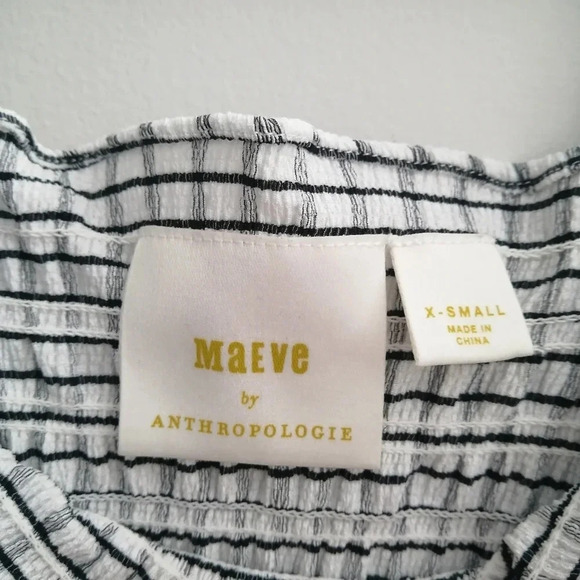 MaEVe
by
ANTHROPOLOGIE
X-SMALL
MADE IN
CHINA